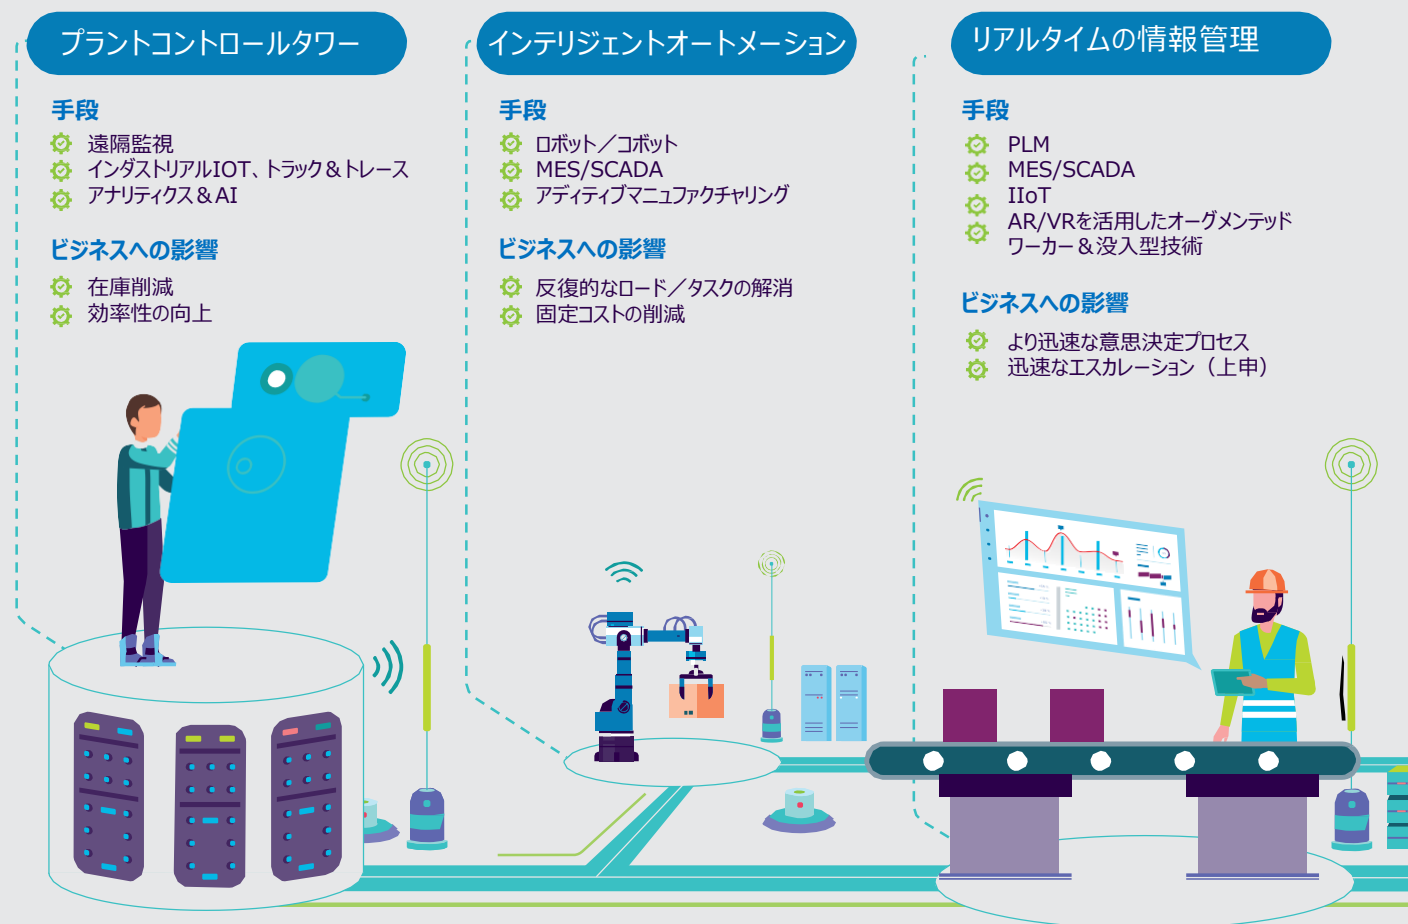 プラントコントロールタワー
手段
遠隔監視
インダストリアルIOT、トラック＆トレース
アナリティクス＆AI
ビジネスへの影響
在庫削減
効率性の向上
インテリジェントオートメーション
手段
ロボット／コボット
MES/SCADA
アディティブマニュファクチャリング
ビジネスへの影響
反復的なロード／タスクの解消
固定コストの削減
リアルタイムの情報管理
手段
PLM
MES/SCADA
IIoT
AR/VRを活用したオーグメンテッド
ワーカー＆没入型技術
ビジネスへの影響
より迅速な意思決定プロセス
迅速なエスカレーション（上申）